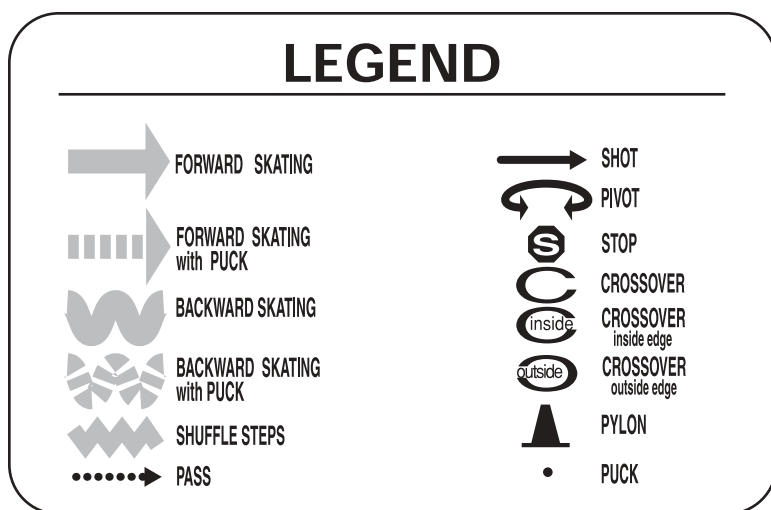 LEGEND
FORWARD SKATING
FORWARD SKATING
with PUCK
BACKWARD SKATING
BACKWARD SKATING
with PUCK
SHUFFLE STEPS
PASS
SHOT
PIVOT
S
STOP
C
CROSSOVER
inside
CROSSOVER
inside edge
outside
CROSSOVER
outside edge
PYLON
PUCK